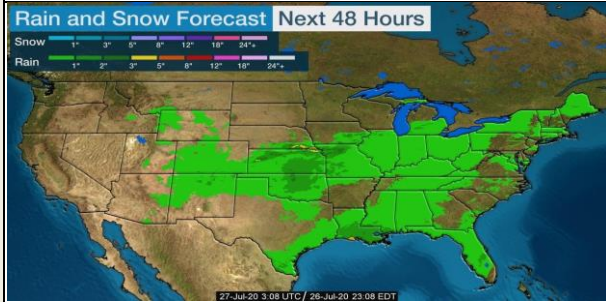 Rain and Snow Forecast Next 48 Hours
Snow
1" 3" 5" 8" 12" 18" 24"+
Rain
1" 2" 3" 5" 8" 12" 18" 24"+
27-Jul-20 3:08 UTC / 26-Jul-20 23:08 EDT